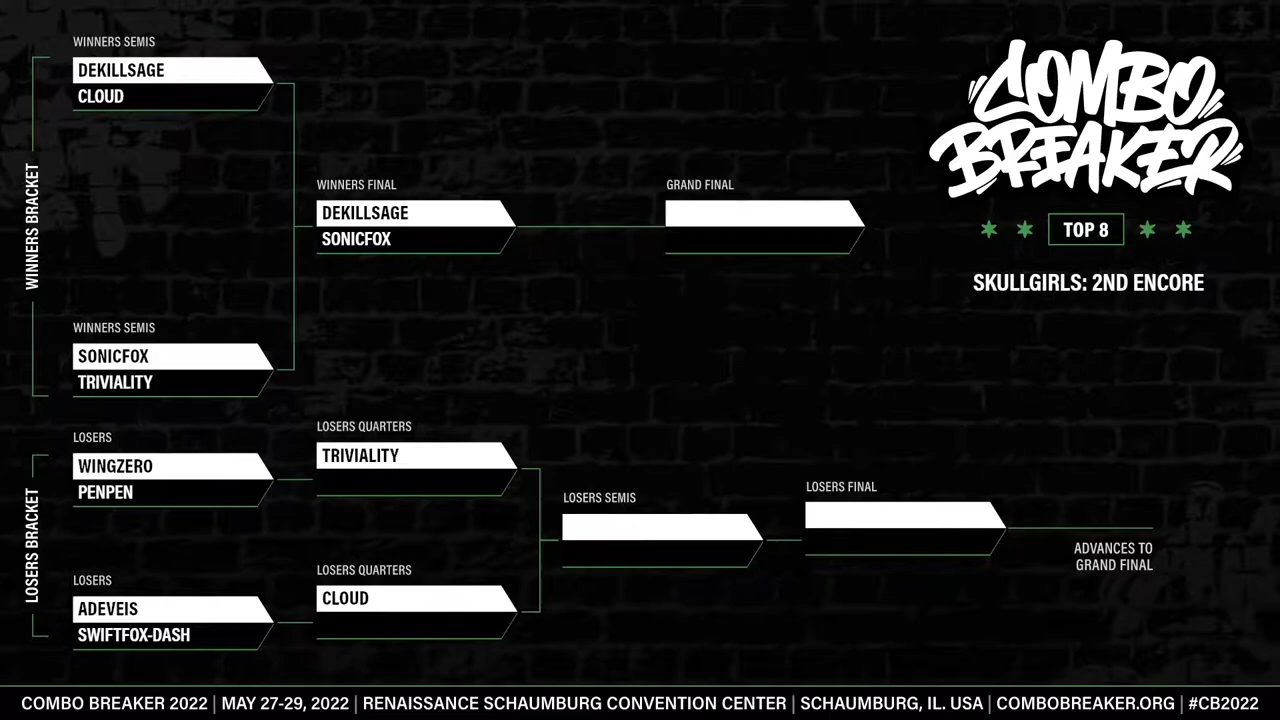 WINNERS BRACKET
WINNERS SEMIS
DEKILLSAGE
CLOUD
WINNERS SEMIS
SONICFOX
TRIVIALITY
WINNERS FINAL
DEKILLSAGE
SONICFOX
GRAND FINAL
COMBO
BREAKER
TOP 8
SKULLGIRLS: 2ND ENCORE
LOSERS BRACKET
LOSERS
WINGZERO
PENPEN
LOSERS
ADEVEIS
SWIFTFOX-DASH
LOSERS QUARTERS
TRIVIALITY
LOSERS QUARTERS
CLOUD
LOSERS SEMIS
LOSERS FINAL
ADVANCES TO
GRAND FINAL
COMBO BREAKER 2022 | MAY 27-29, 2022 | RENAISSANCE SCHAUMBURG CONVENTION CENTER | SCHAUMBURG, IL. USA | COMBOBREAKER.ORG | #CB2022